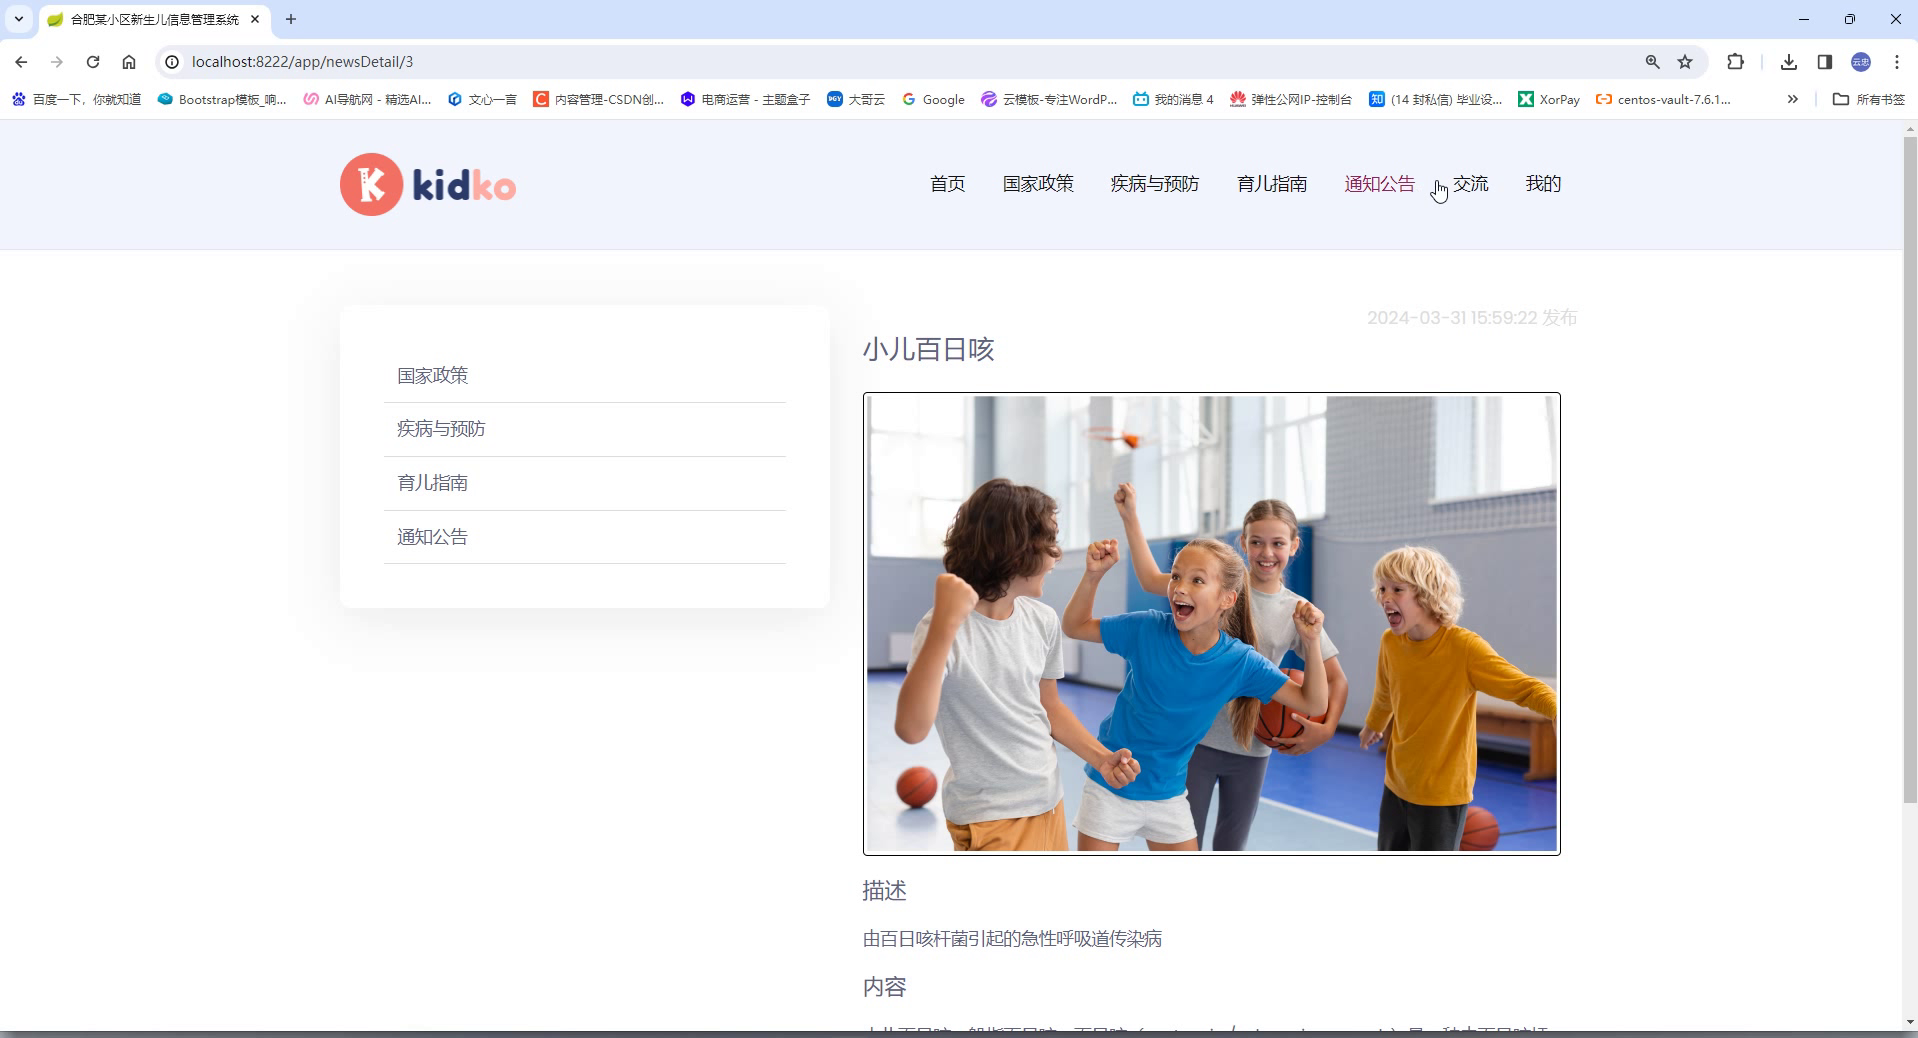 合肥某小区新生儿信息管理系统
localhost:8222/app/newsDetail/3
云忠
百度一下，你就知道
Bootstrap模板_响...
AI导航网 - 精选AI...
文心一言
内容管理-CSDN创...
电商运营 - 主题盒子
大哥云
Google
云模板-专注WordP...
我的消息 4
弹性公网IP-控制台
(14 封私信) 毕业设...
XorPay
centos-vault-7.6.1...
所有书签
kidko
首页
国家政策
疾病与预防
育儿指南
通知公告
交流
我的
国家政策
疾病与预防
育儿指南
通知公告
2024-03-31 15:59:22 发布
小儿百日咳
描述
由百日咳杆菌引起的急性呼吸道传染病
内容